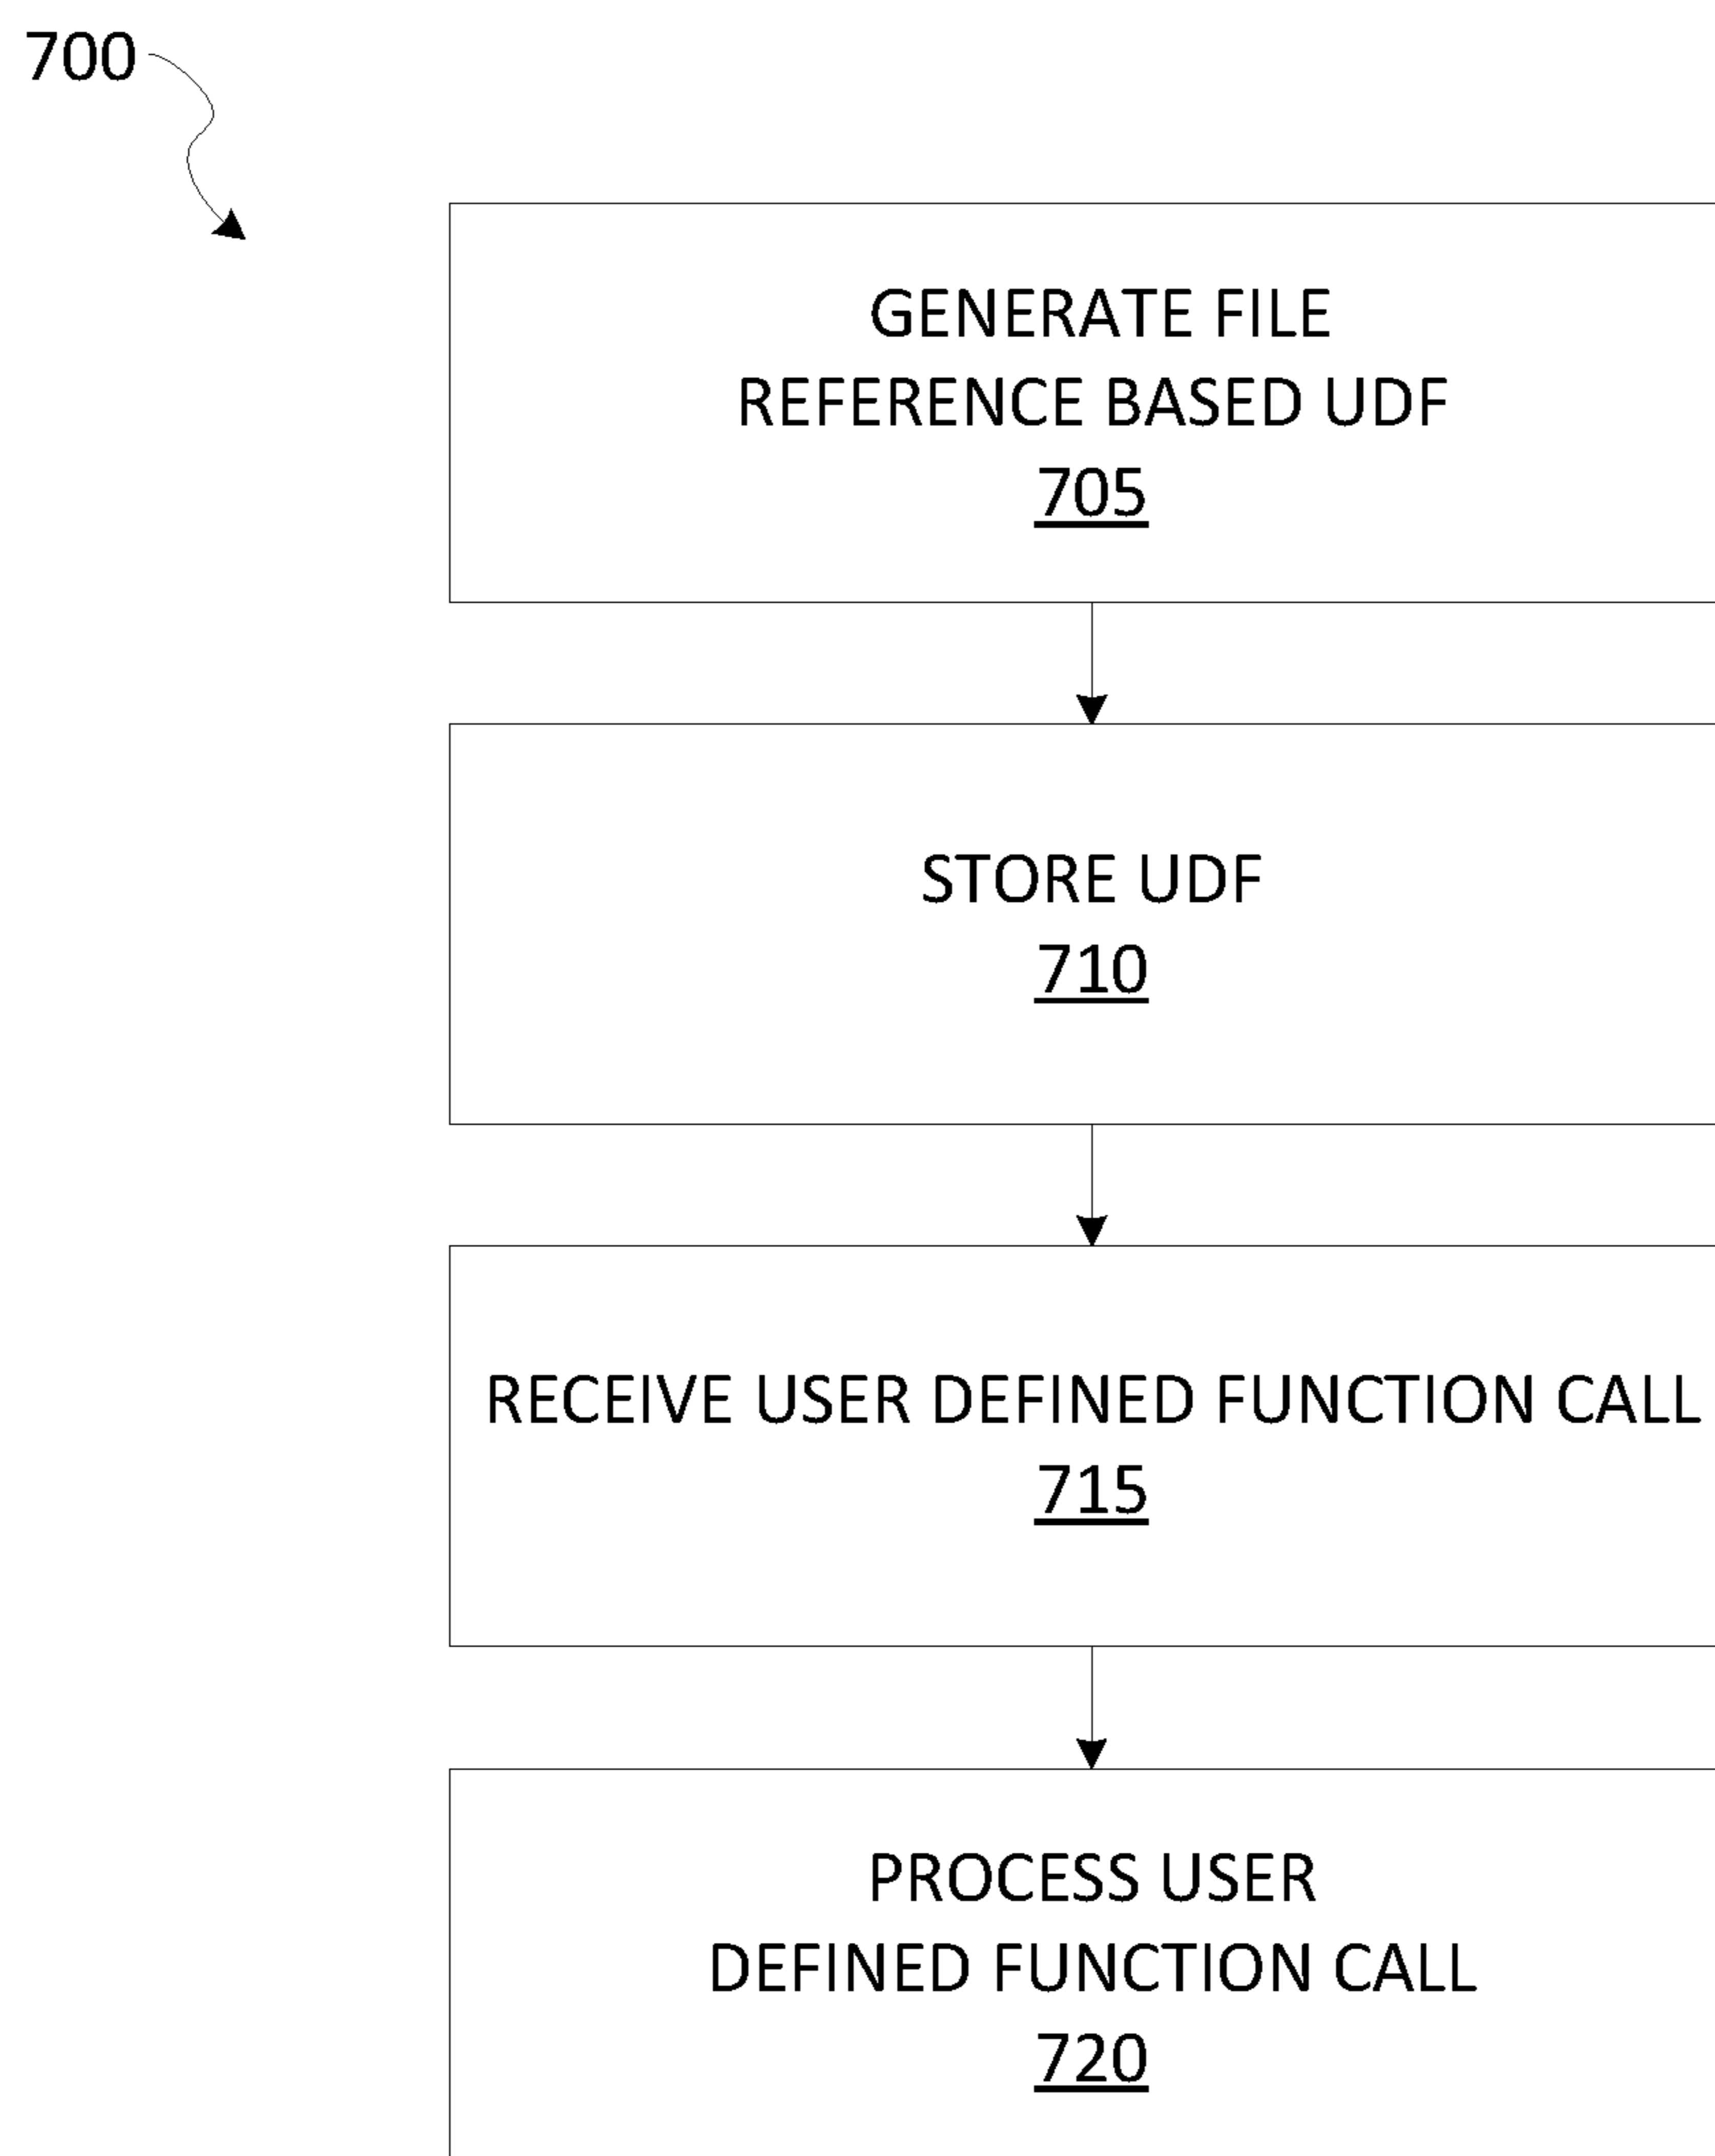 700
GENERATE FILE
REFERENCE BASED UDF
705
STORE UDF
710
RECEIVE USER DEFINED FUNCTION CALL
715
PROCESS USER
DEFINED FUNCTION CALL
720